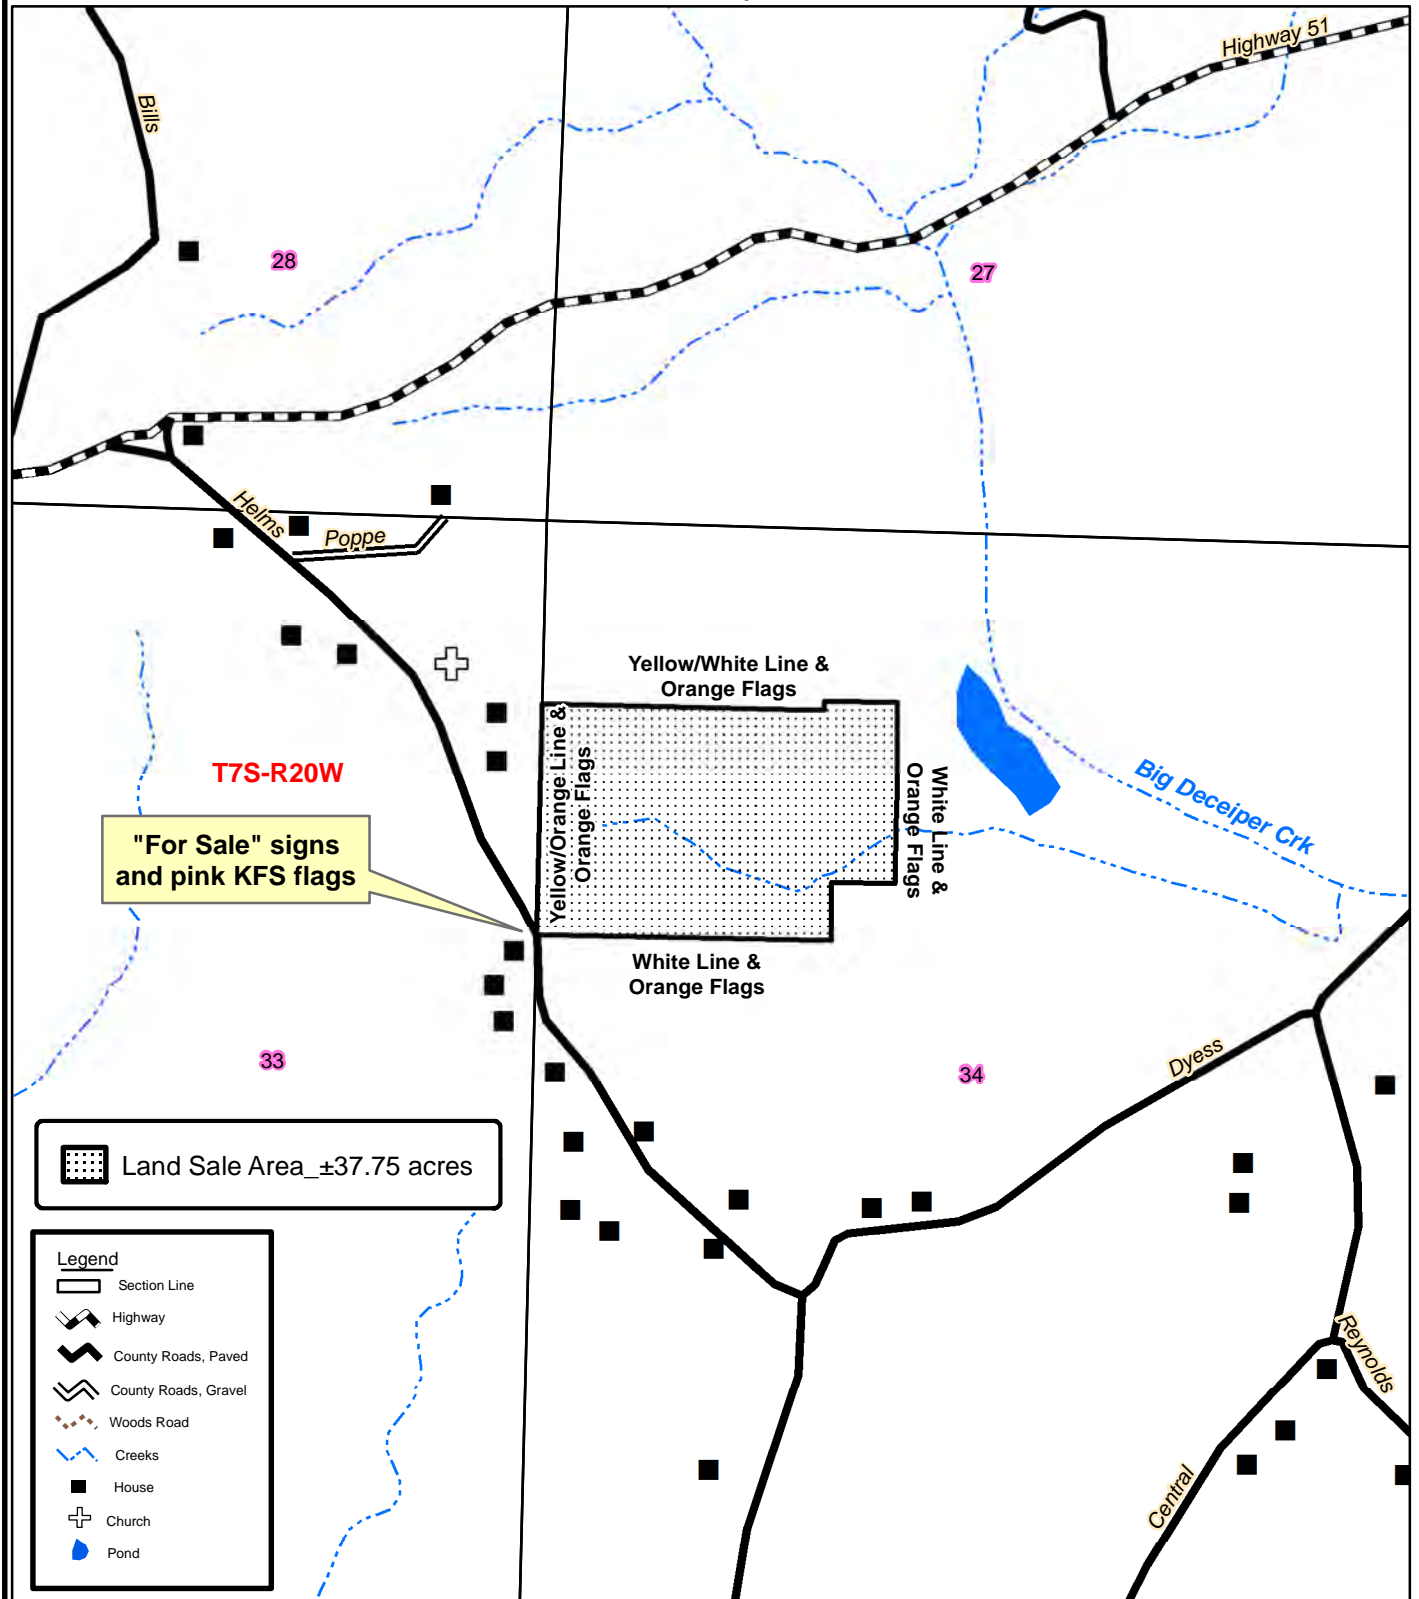 Highway 51
Bills
28
27
Helms
Poppe
Yellow/White Line &
Orange Flags
Yellow/Orange Line &
Orange Flags
White Line &
Orange Flags
T7S-R20W
Big Deceiper Crk
"For Sale" signs
and pink KFS flags
White Line &
Orange Flags
33
34
Dyess
Land Sale Area_±37.75 acres
Legend
Section Line
Highway
County Roads, Paved
County Roads, Gravel
Woods Road
Creeks
House
Church
Pond
Reynolds
Central